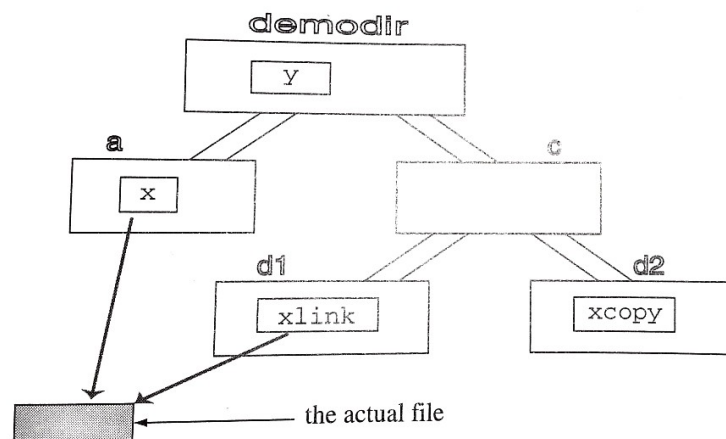 demodir
y
a
c
x
d1
d2
xlink
xcopy
the actual file